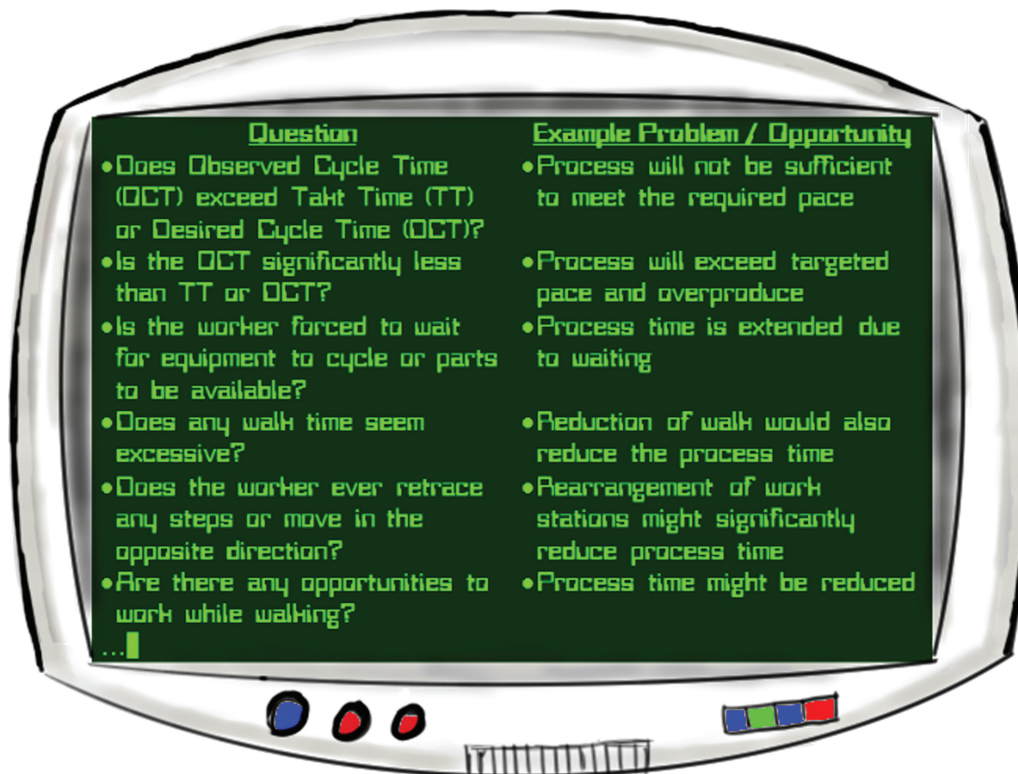 Question
Example Problem / Opportunity
•Does Observed Cycle Time
(OCT) exceed Takt Time (TT)
or Desired Cycle Time (DCT)?
•Process will not be sufficient
to meet the required pace
•Is the OCT significantly less
than TT or DCT?
•Process will exceed targeted
pace and overproduce
•Is the worker forced to wait
for equipment to cycle or parts
to be available?
•Process time is extended due
to waiting
•Does any walk time seem
excessive?
•Reduction of walk would also
reduce the process time
•Does the worker ever retrace
any steps or move in the
opposite direction?
•Rearrangement of work
stations might significantly
reduce process time
•Are there any opportunities to
work while walking?
•Process time might be reduced
...